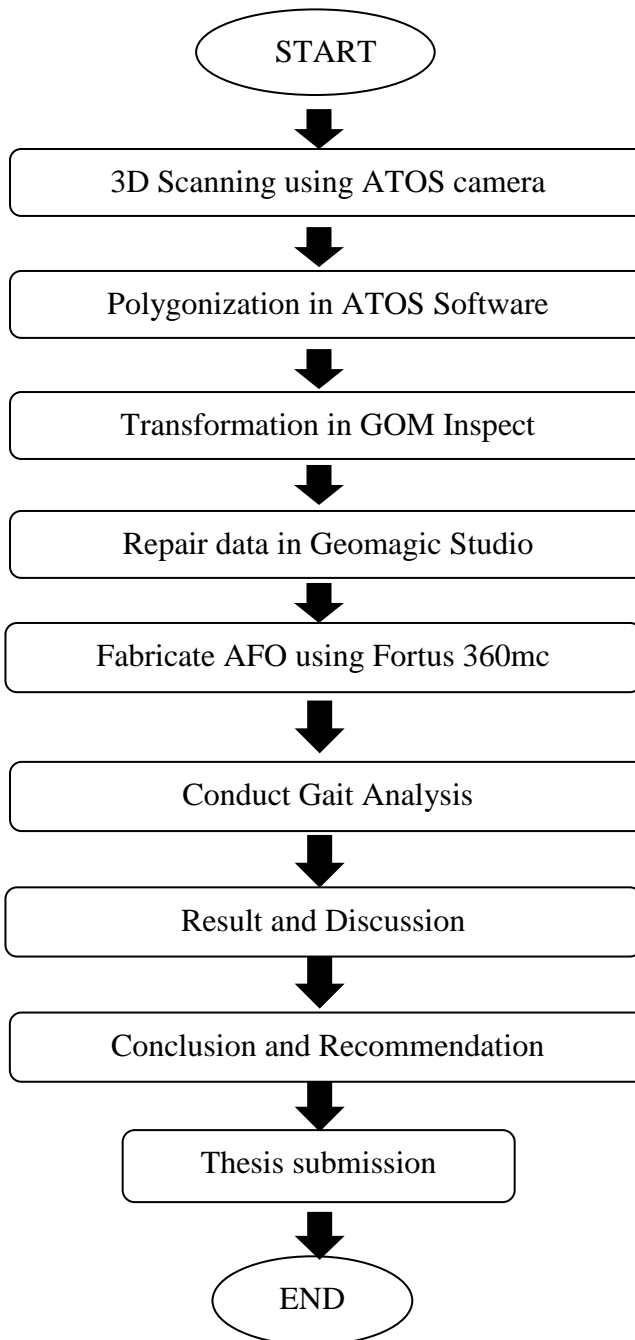 START
3D Scanning using ATOS camera
Polygonization in ATOS Software
Transformation in GOM Inspect
Repair data in Geomagic Studio
Fabricate AFO using Fortus 360mc
Conduct Gait Analysis
Result and Discussion
Conclusion and Recommendation
Thesis submission
END